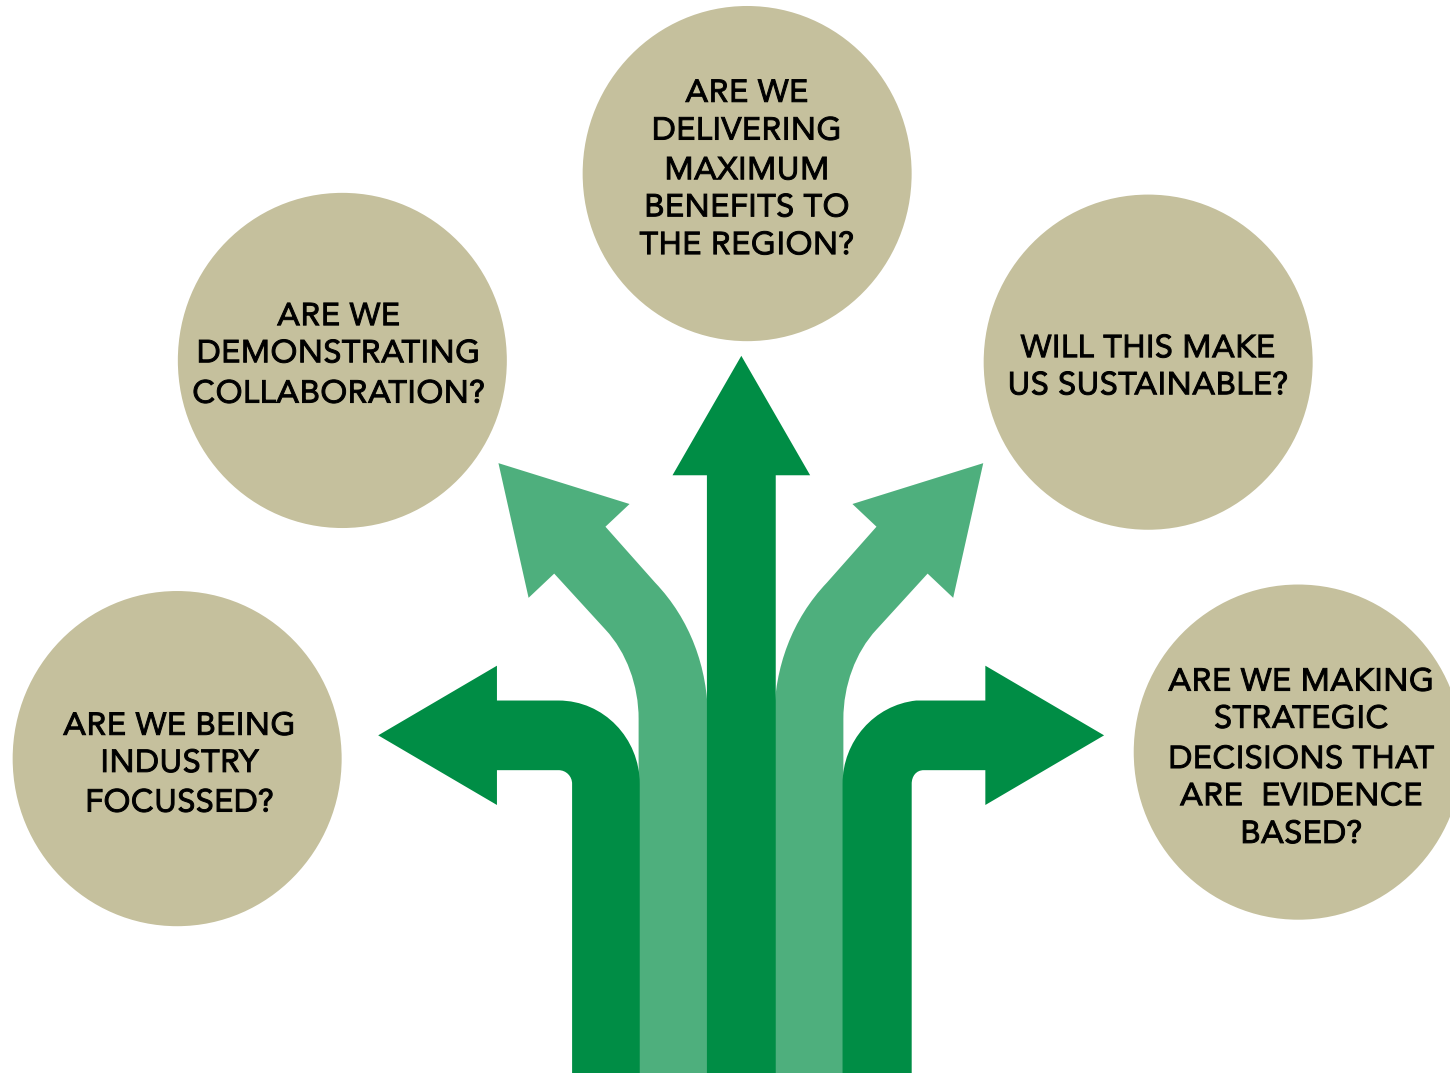 ARE WE
DELIVERING
MAXIMUM
BENEFITS TO
THE REGION?
ARE WE
DEMONSTRATING
COLLABORATION?
WILL THIS MAKE
US SUSTAINABLE?
ARE WE BEING
INDUSTRY
FOCUSSED?
ARE WE MAKING
STRATEGIC
DECISIONS THAT
ARE  EVIDENCE
BASED?